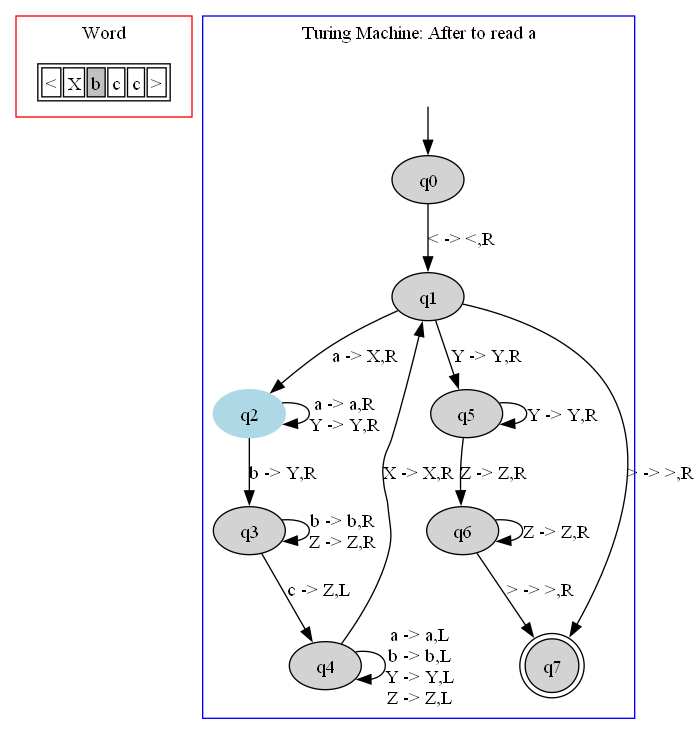 Word
< X b c c >
Turing Machine: After to read a
q0
< -> <,R
q1
a -> X,R
Y -> Y,R
q2
a -> a,R
Y -> Y,R
q5
Y -> Y,R
b -> Y,R
X -> X,R
Z -> Z,R
> -> >,R
q3
b -> b,R
Z -> Z,R
q6
Z -> Z,R
c -> Z,L
> -> >,R
q4
a -> a,L
b -> b,L
Y -> Y,L
Z -> Z,L
q7